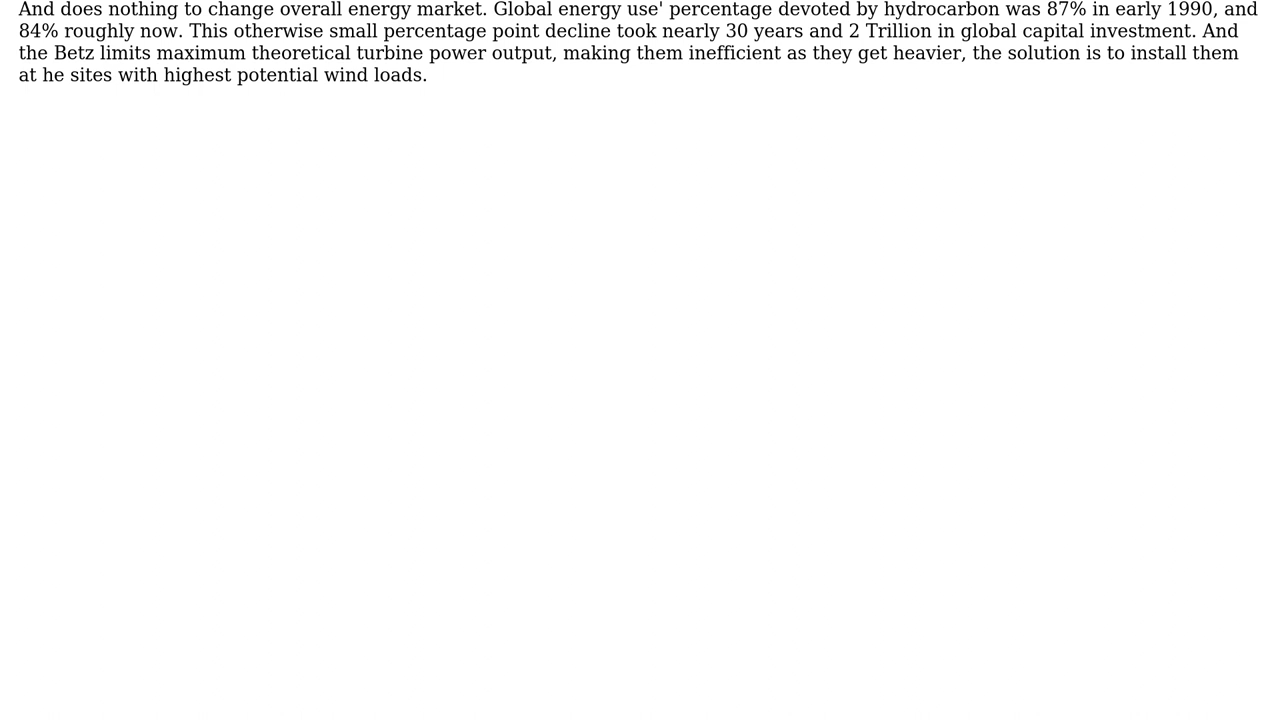 And does nothing to change overall energy market. Global energy use' percentage devoted by hydrocarbon was 87% in early 1990, and
84% roughly now. This otherwise small percentage point decline took nearly 30 years and 2 Trillion in global capital investment. And
the Betz limits maximum theoretical turbine power output, making them inefficient as they get heavier, the solution is to install them
at he sites with highest potential wind loads.